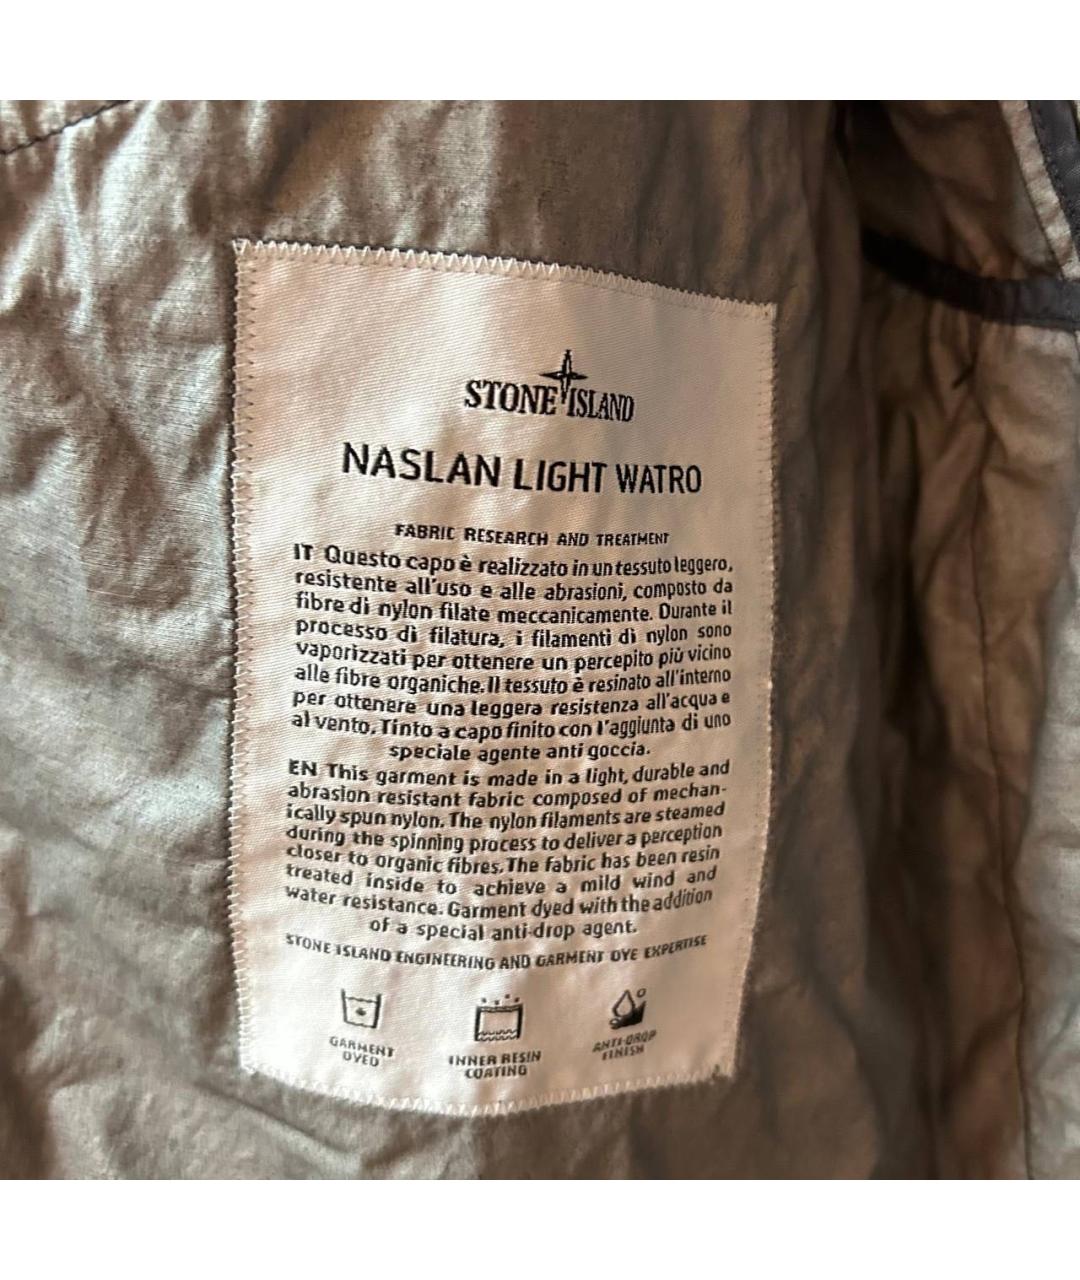 STONE ISLAND
NASLAN LIGHT WATRO
FABRIC RESEARCH AND TREATMENT
IT Questo capo è realizzato in un tessuto leggero,
resistente all'uso e alle abrasioni, composto da
fibre di nylon filate meccanicamente. Durante il
processo di filatura, i filamenti di nylon sono
vaporizzati per ottenere un percepito più vicino
alle fibre organiche. Il tessuto è resinato all'interno
per ottenere una leggera resistenza all'acqua e
al vento. Tinto a capo finito con l'aggiunta di uno
speciale agente anti goccia.
EN This garment is made in a light, durable and
abrasion resistant fabric composed of mechan-
ically spun nylon. The nylon filaments are steamed
during the spinning process to deliver a perception
closer to organic fibres. The fabric has been resin
treated inside to achieve a mild wind and
water resistance. Garment dyed with the addition
of a special anti-drop agent.
STONE ISLAND ENGINEERING AND GARMENT DYE EXPERTISE
GARMENT
DYED
INNER RESIN
COATING
ANTI-DROP
FINISH